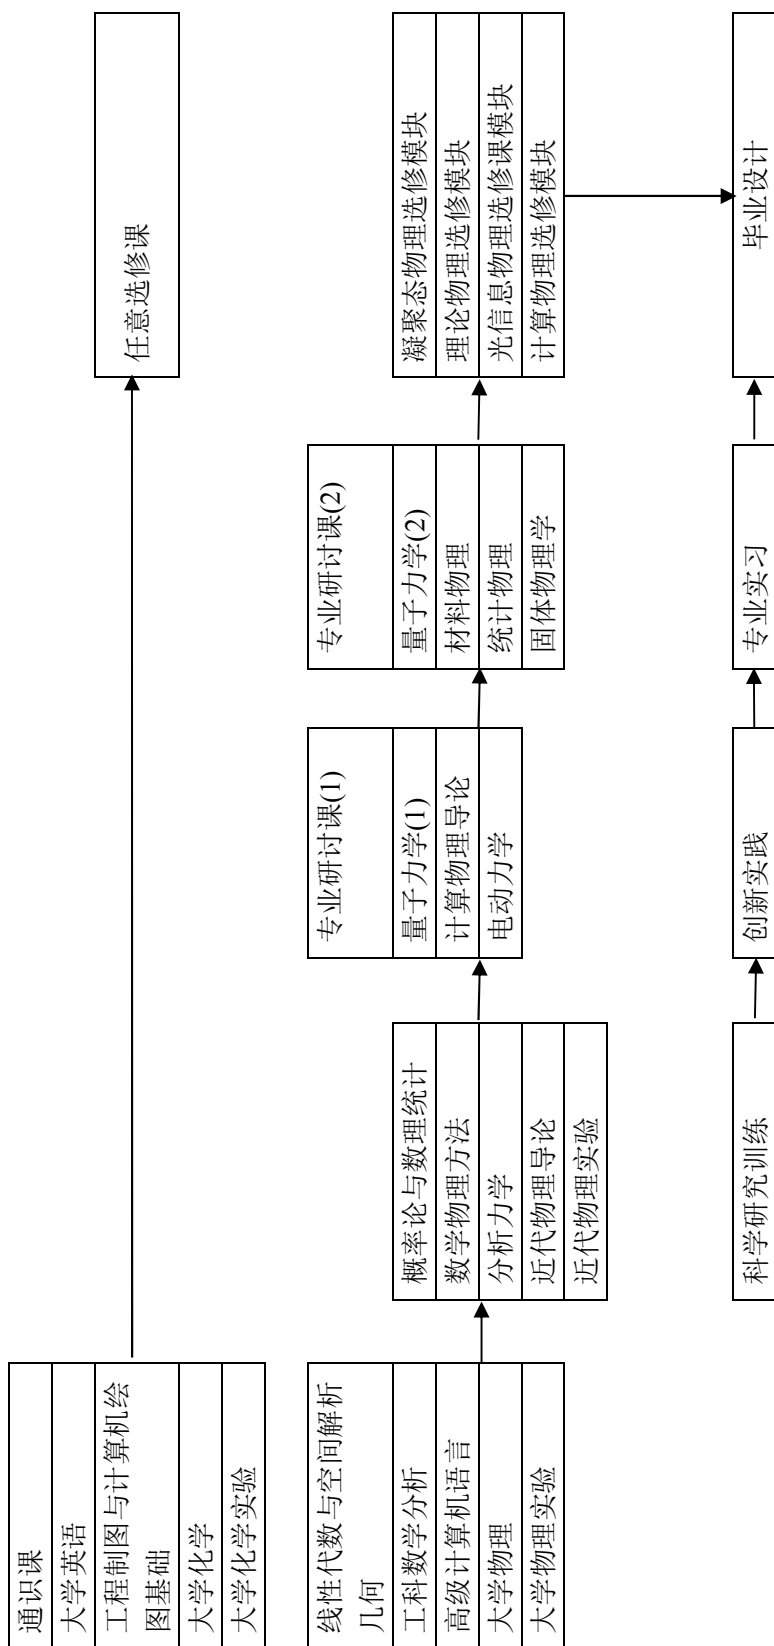 通识课
大学英语
工程制图与计算机绘
图基础
大学化学
大学化学实验
任意选修课
线性代数与空间解析
几何
工科数学分析
高级计算机语言
大学物理
大学物理实验
概率论与数理统计
数学物理方法
分析力学
近代物理导论
近代物理实验
专业研讨课(1)
量子力学(1)
计算物理导论
电动力学
专业研讨课(2)
量子力学(2)
材料物理
统计物理
固体物理学
凝聚态物理选修模块
理论物理选修模块
光信息物理选修课模块
计算物理选修模块
科学研究训练
创新实践
专业实习
毕业设计